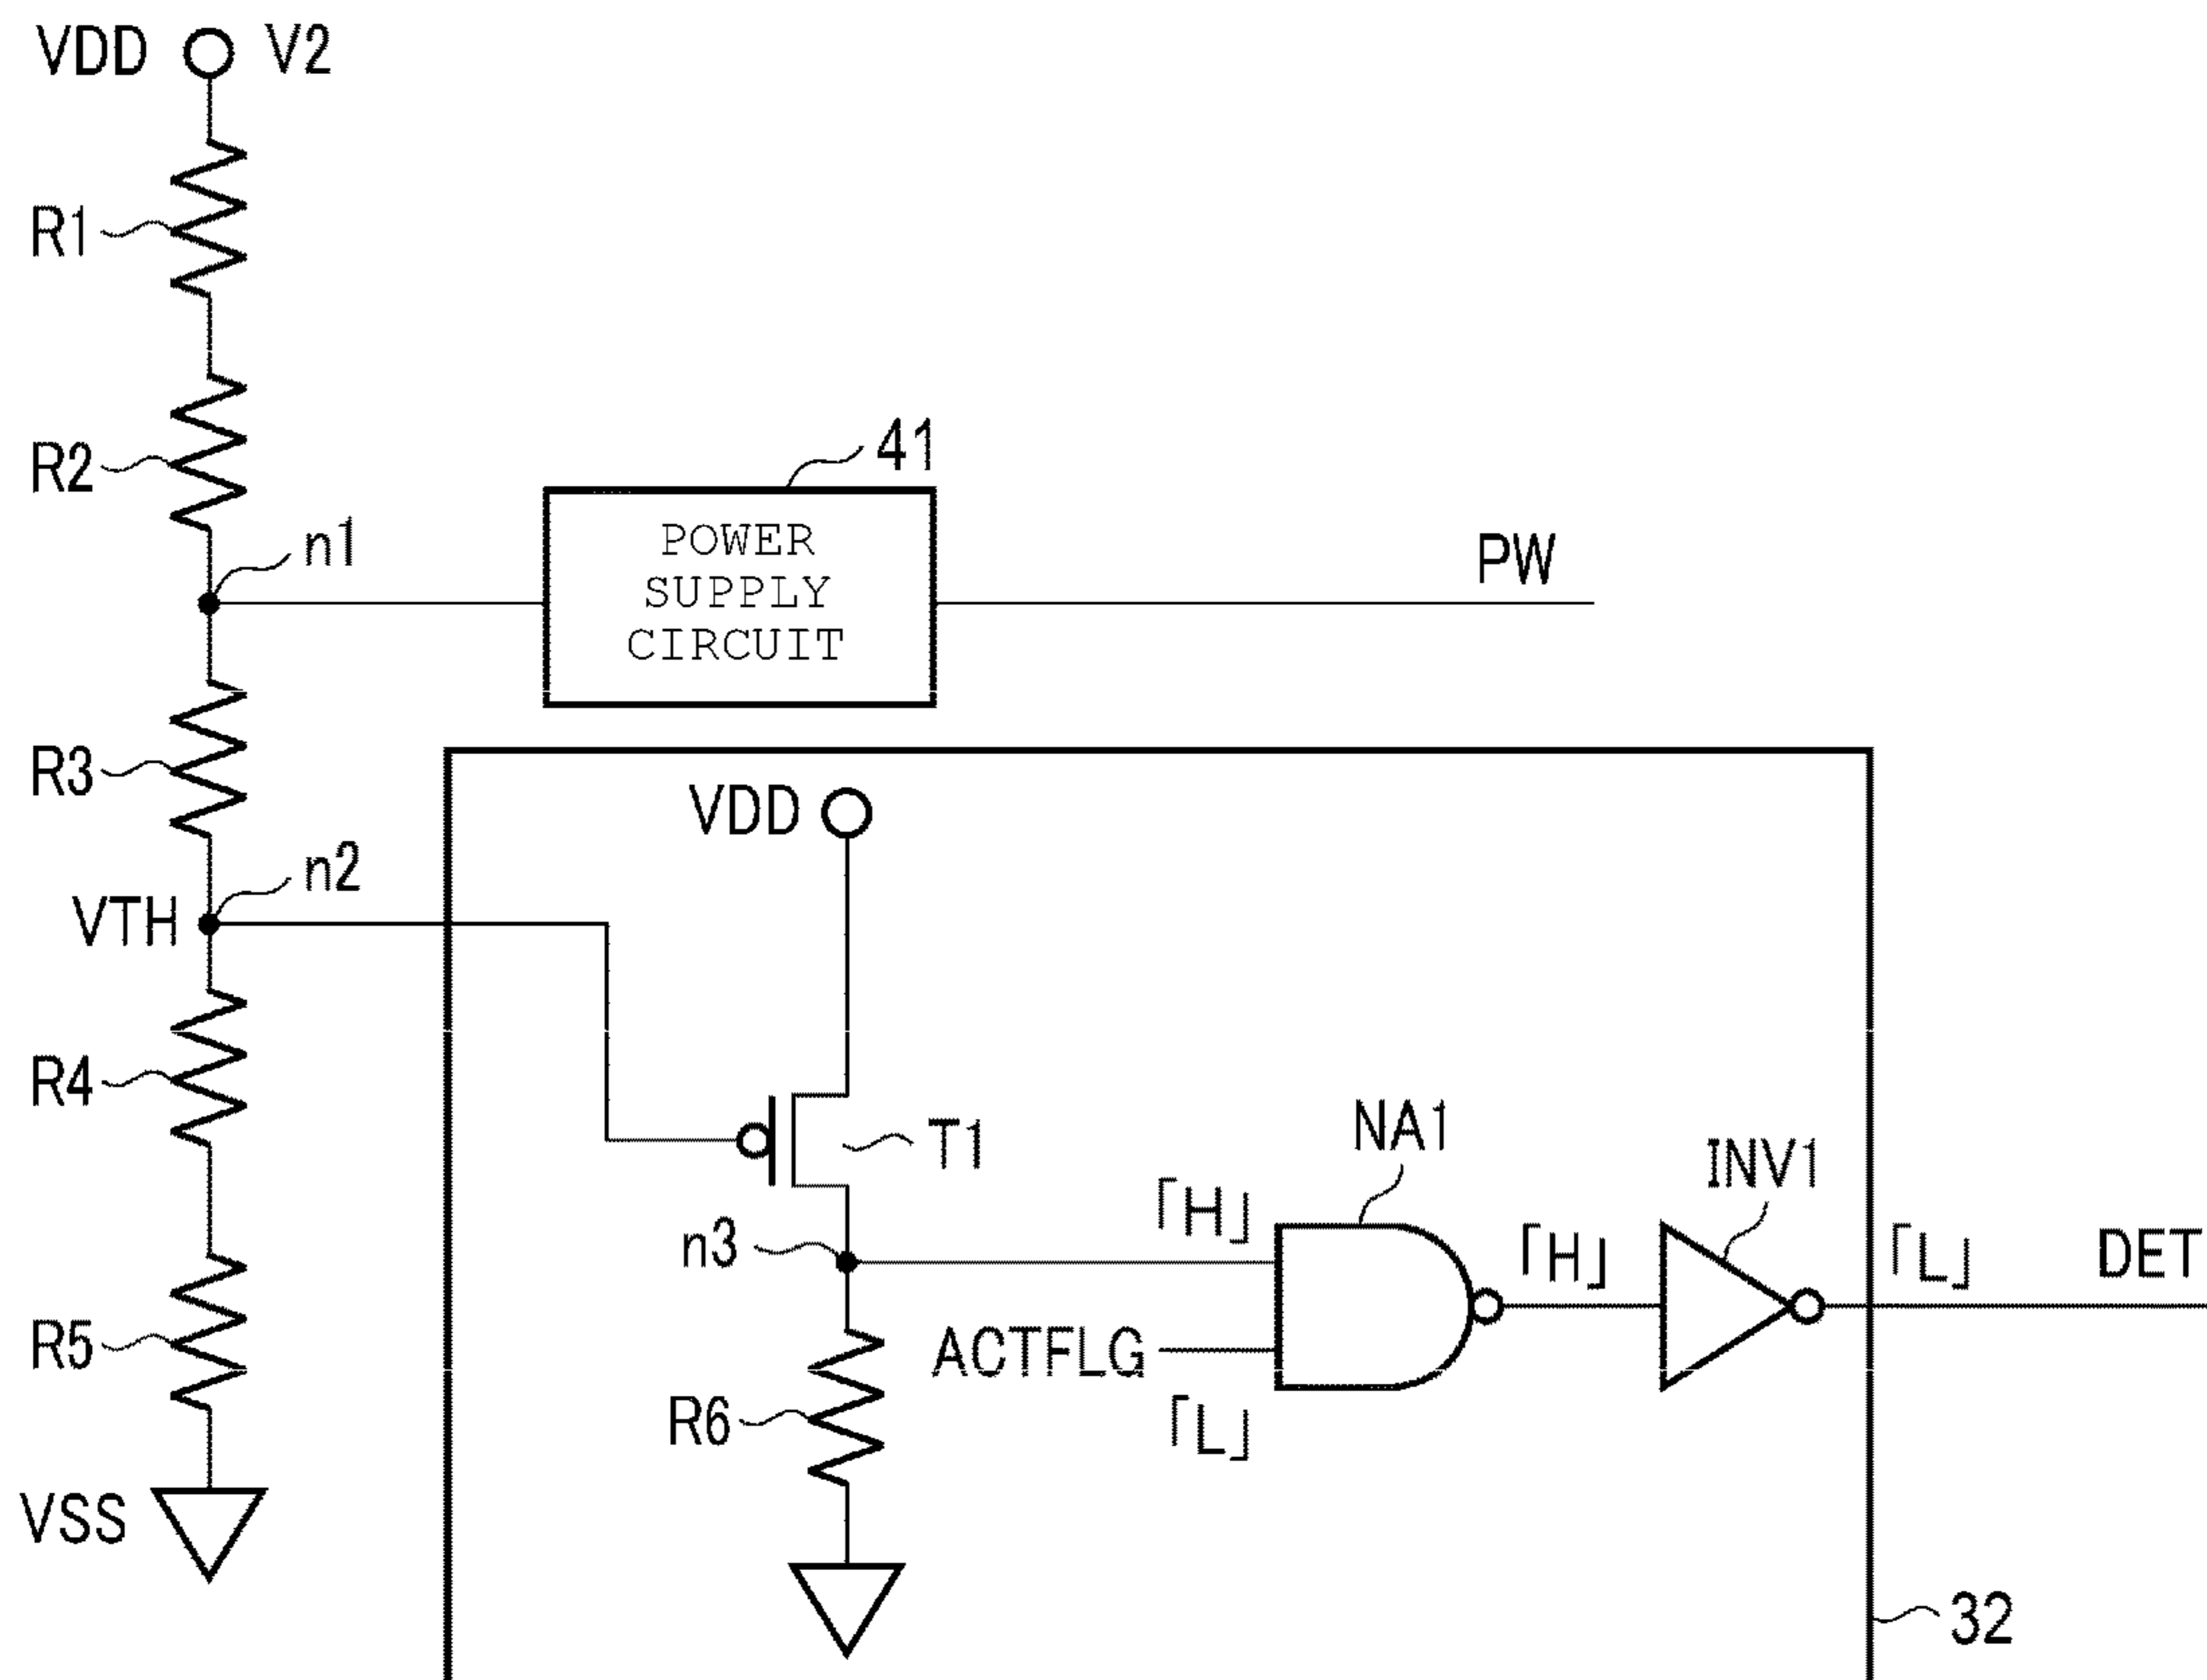 VDD V2
R1
R2
41
n1
POWER
SUPPLY
CIRCUIT
PW
R3
VDD
n2
VTH
R4
T1
NA1
INV1
n3
「H」
「H」
「L」
DET
R5
ACTFLG
「L」
R6
VSS
32